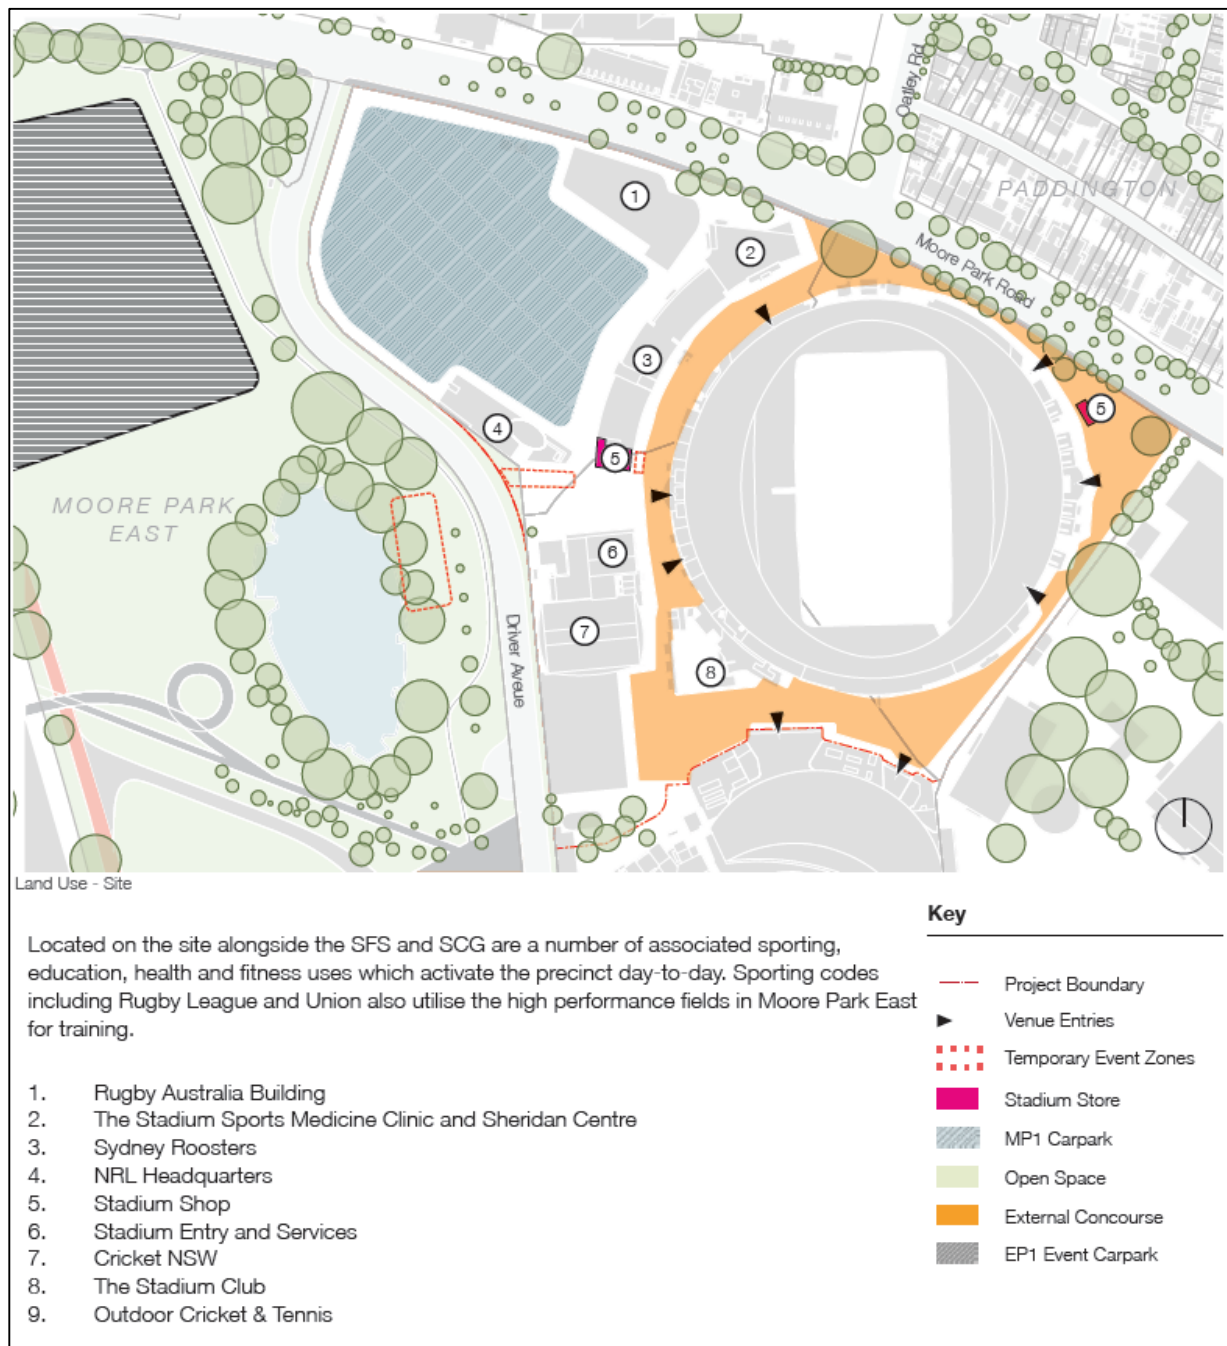 Oatley Rd
PADDINGTON
1
2
Moore Park Road
3
5
4
5
MOORE PARK
EAST
6
Driver Aveue
7
8
Land Use - Site
Located on the site alongside the SFS and SCG are a number of associated sporting,
education, health and fitness uses which activate the precinct day-to-day. Sporting codes
including Rugby League and Union also utilise the high performance fields in Moore Park East
for training.
1. Rugby Australia Building
2. The Stadium Sports Medicine Clinic and Sheridan Centre
3. Sydney Roosters
4. NRL Headquarters
5. Stadium Shop
6. Stadium Entry and Services
7. Cricket NSW
8. The Stadium Club
9. Outdoor Cricket & Tennis
Key
Project Boundary
Venue Entries
Temporary Event Zones
Stadium Store
MP1 Carpark
Open Space
External Concourse
EP1 Event Carpark